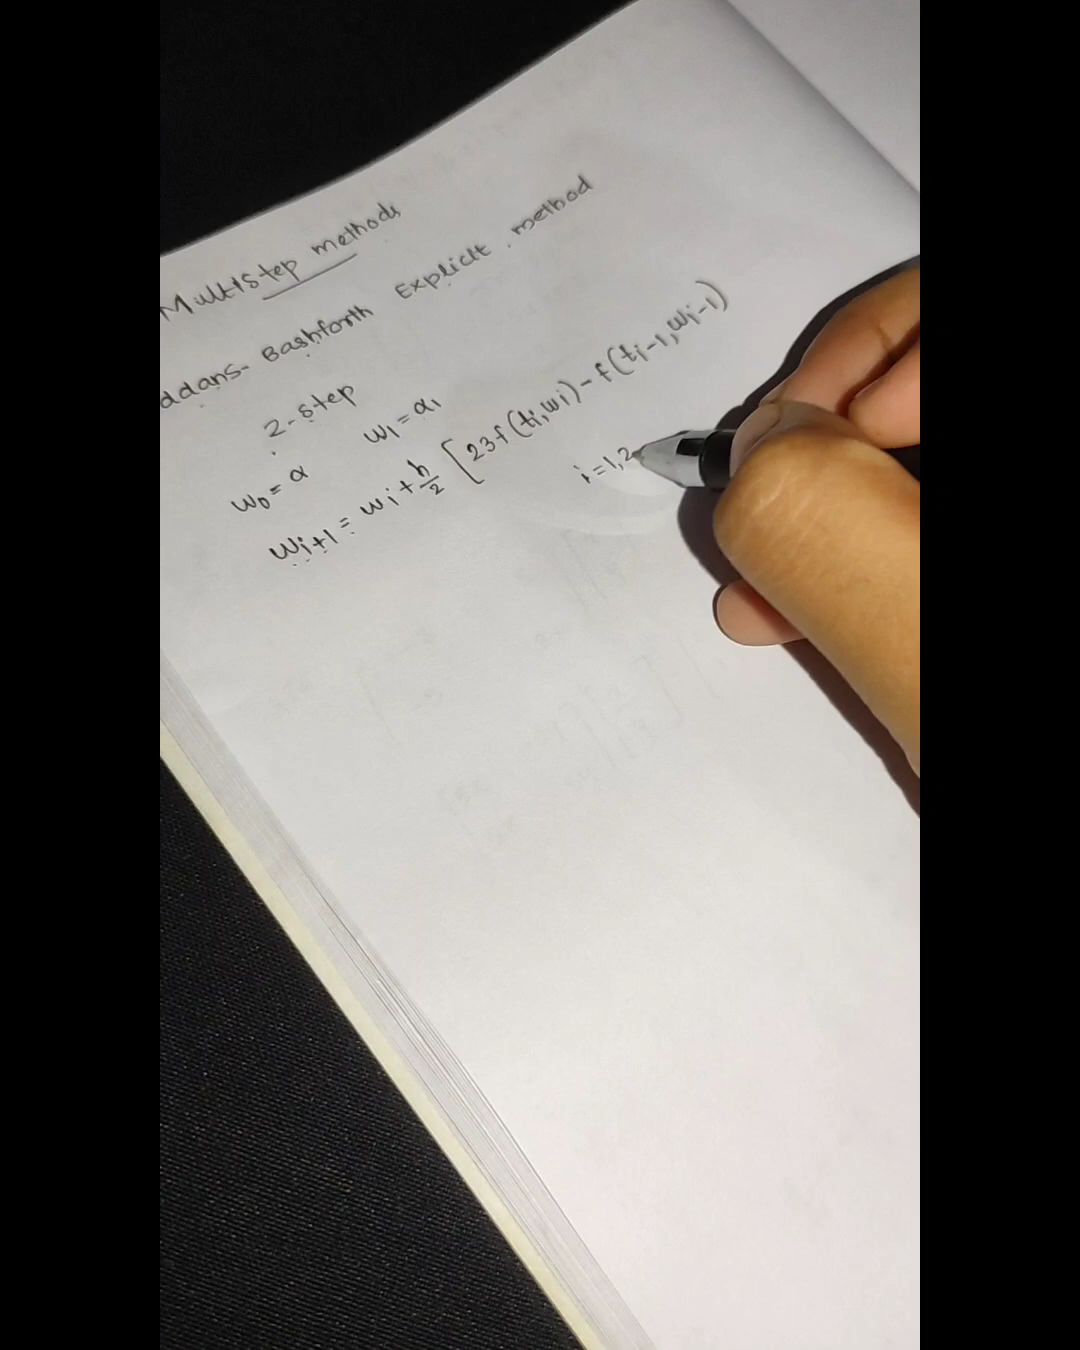 Multistep methods
ddans- Bashforth Explicit method
2-step
w₀ = α w₁ = α₁
wᵢ₊₁ = wᵢ + h/2 [23f(tᵢ,wᵢ) - f(tᵢ-1,wᵢ-1)
i = 1,2